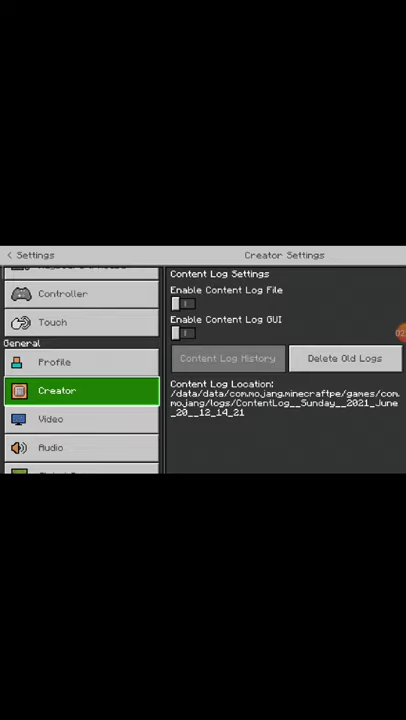 < Settings
Creator Settings
Controller
Touch
General
Profile
Creator
Video
Audio
Content Log Settings
Enable Content Log File
Enable Content Log GUI
Content Log History
Delete Old Logs
Content Log Location:
/data/data/com.mojang.minecraftpe/games/com.
mojang/logs/ContentLog__Sunday__2021_June
_20__12_14_21